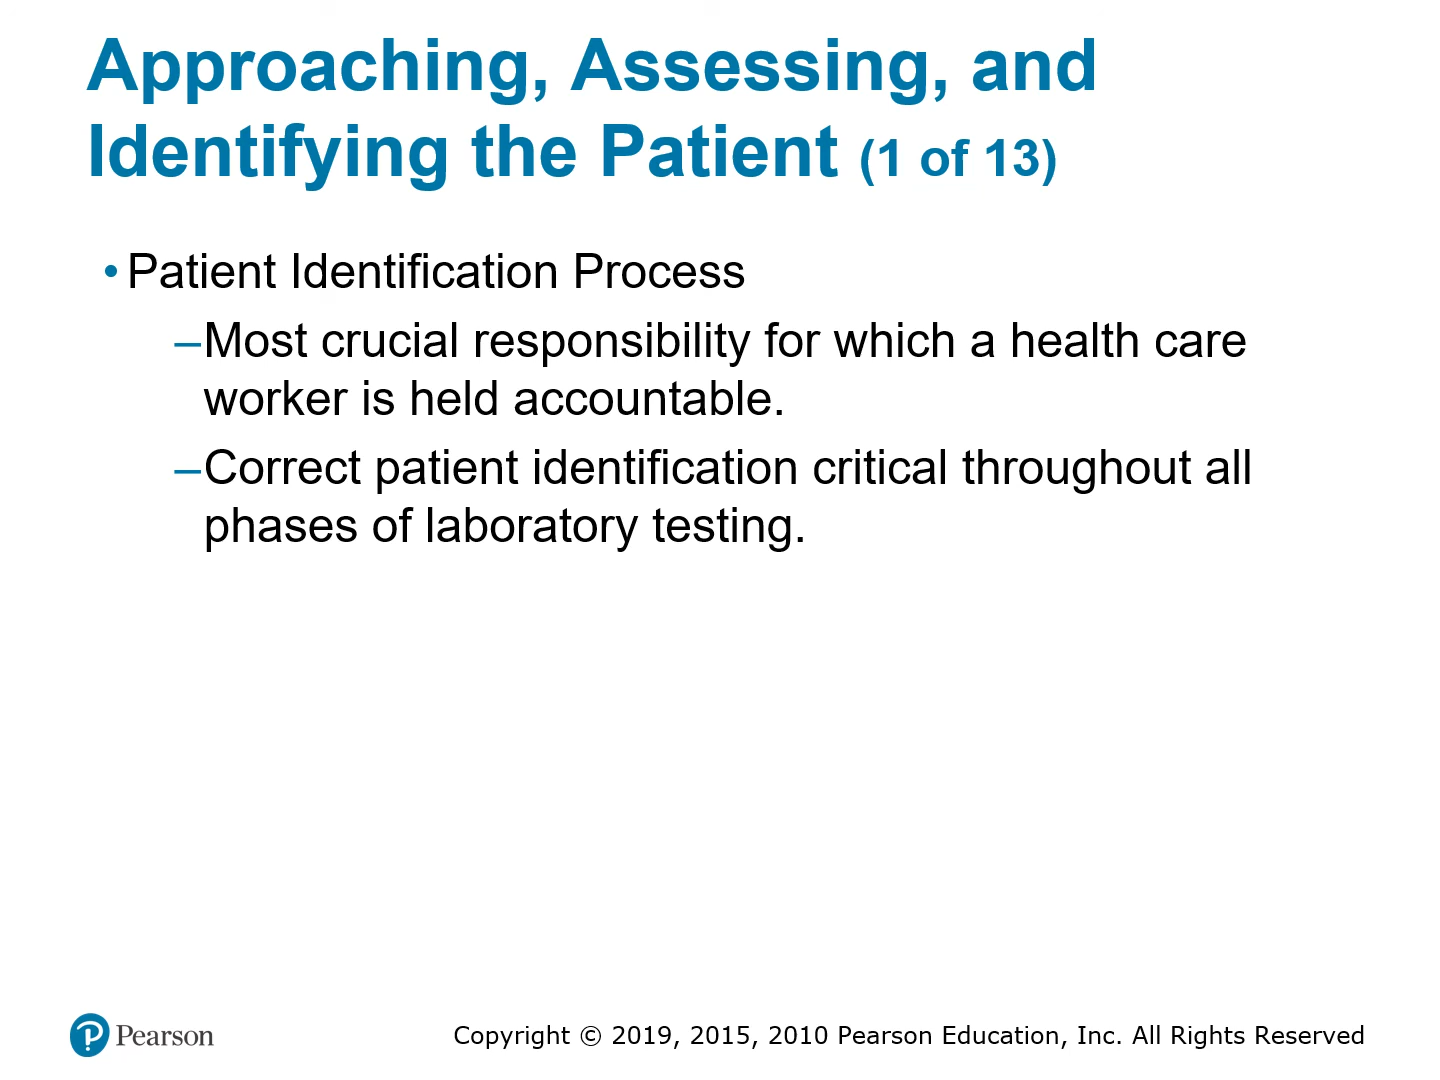 Approaching, Assessing, and
Identifying the Patient (1 of 13)
• Patient Identification Process
–Most crucial responsibility for which a health care
worker is held accountable.
–Correct patient identification critical throughout all
phases of laboratory testing.
Pearson
Copyright © 2019, 2015, 2010 Pearson Education, Inc. All Rights Reserved